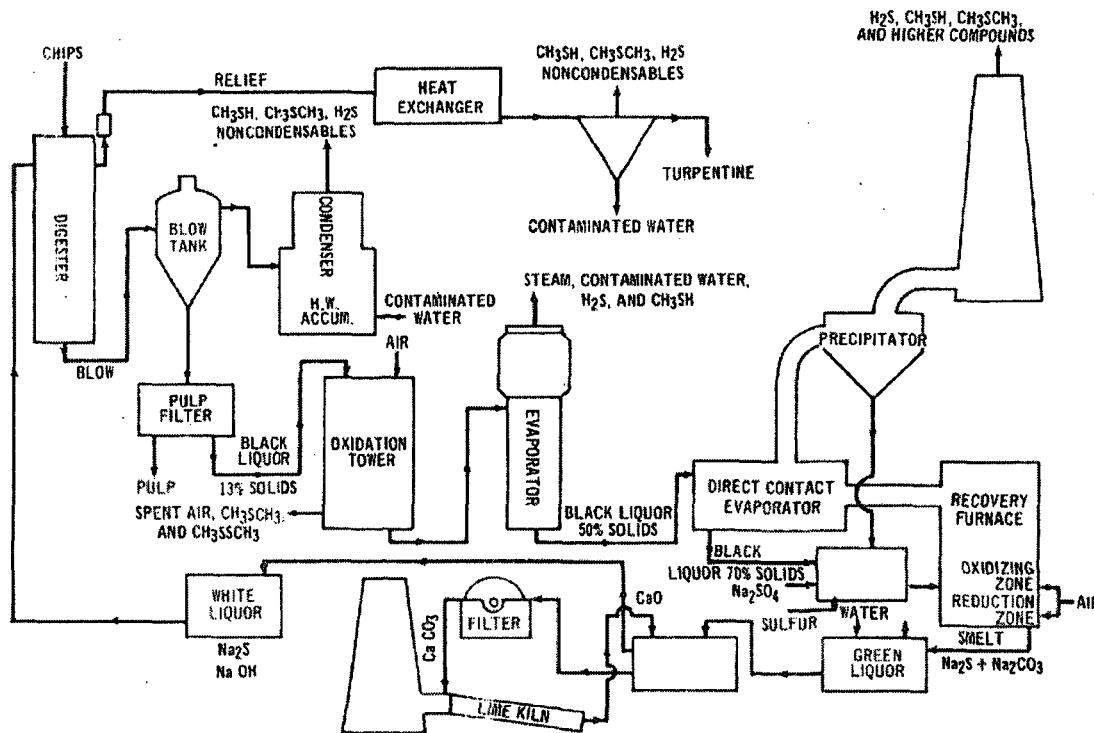 H2S, CH3SH, CH3SCH3,
AND HIGHER COMPOUNDS
CHIPS
RELIEF
HEAT
EXCHANGER
CH3SH, CH3SCH3, H2S
NONCONDENSABLES
CH3SH, CH3SCH3, H2S
NONCONDENSABLES
TURPENTINE
CONTAMINATED WATER
DIGESTER
BLOW
TANK
CONDENSER
H.W.
ACCUM.
CONTAMINATED
WATER
STEAM, CONTAMINATED WATER,
H2S, AND CH3SH
PRECIPITATOR
BLOW
AIR
PULP
FILTER
BLACK
LIQUOR
13% SOLIDS
OXIDATION
TOWER
EVAPORATOR
PULP
SPENT AIR, CH3SCH3,
AND CH3SSCH3
BLACK LIQUOR
50% SOLIDS
DIRECT CONTACT
EVAPORATOR
RECOVERY
FURNACE
OXIDIZING
ZONE
REDUCTION
ZONE
AIR
BLACK
LIQUOR 70% SOLIDS
Na2SO4
SULFUR
WATER
SMELT
Na2S + Na2CO3
GREEN
LIQUOR
WHITE
LIQUOR
Na2S
Na OH
CaCO3
FILTER
CaO
LIME KILN